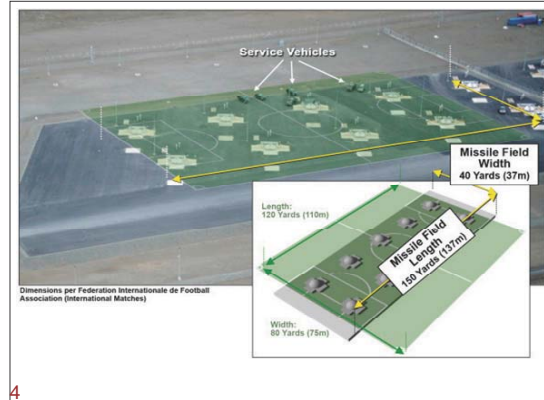 Service Vehicles
Missile Field
Width
40 Yards (37m)
Length:
120 Yards (110m)
Missile Field
Length
150 Yards (137m)
Width:
80 Yards (75m)
Dimensions per Federation Internationale de Football
Association (International Matches)
4